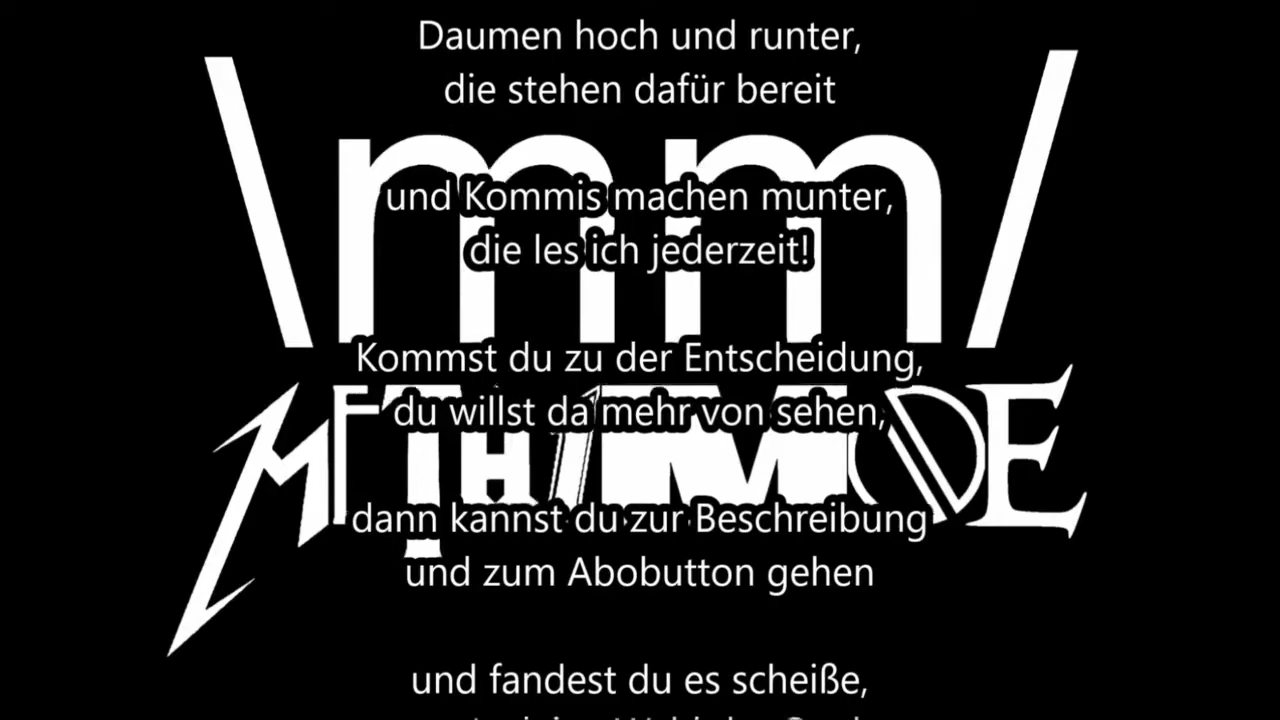 Daumen hoch und runter,
die stehen dafür bereit
\mm/
und Kommis machen munter,
die les ich jederzeit!
Kommst du zu der Entscheidung,
du willst da mehr von sehen,
dann kannst du zur Beschreibung
und zum Abobutton gehen
und fandest du es scheiße,